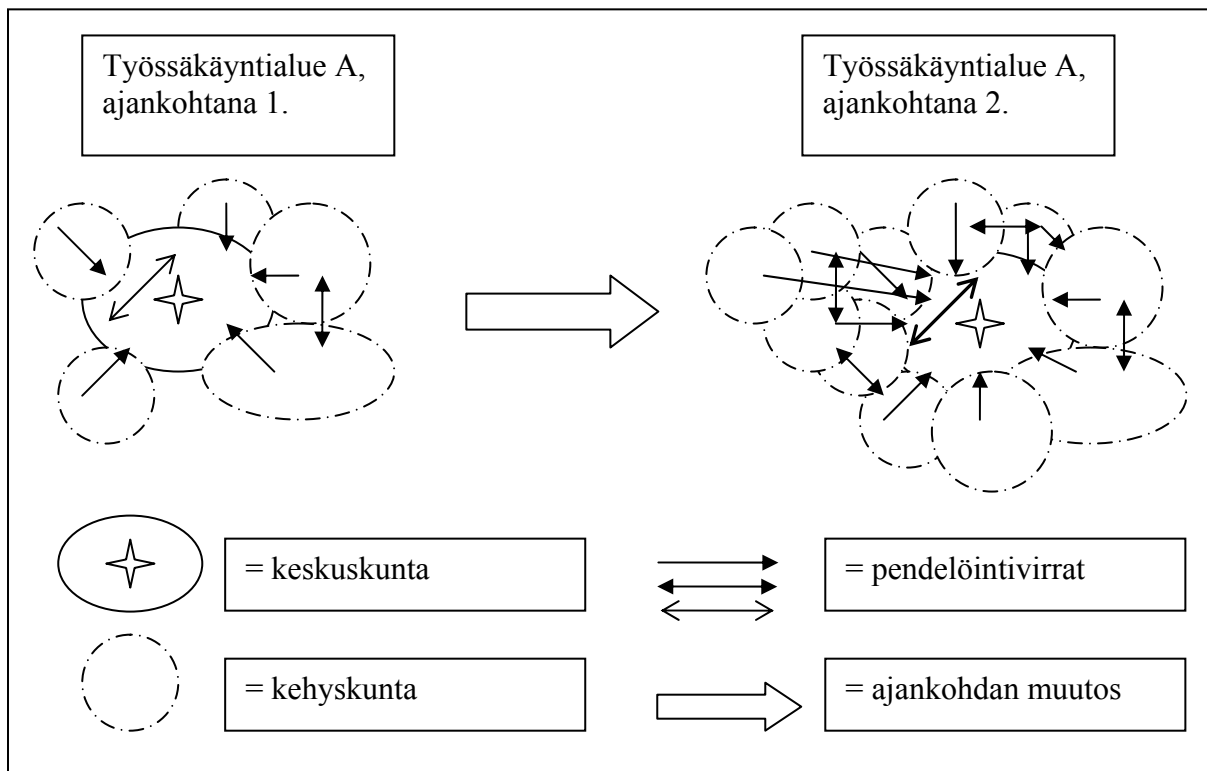 Työssäkäyntialue A,
ajankohtana 1.
Työssäkäyntialue A,
ajankohtana 2.
= keskuskunta
= pendelöintivirrat
= kehyskunta
= ajankohdan muutos